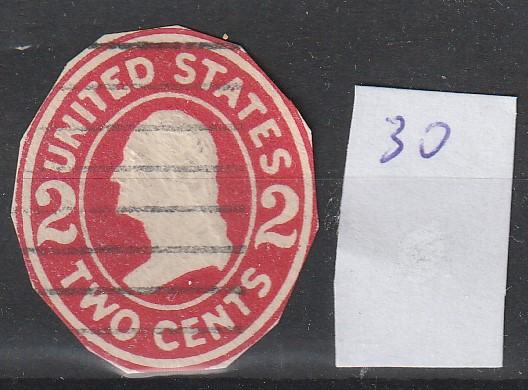 UNITED STATES
2 2
TWO CENTS
30